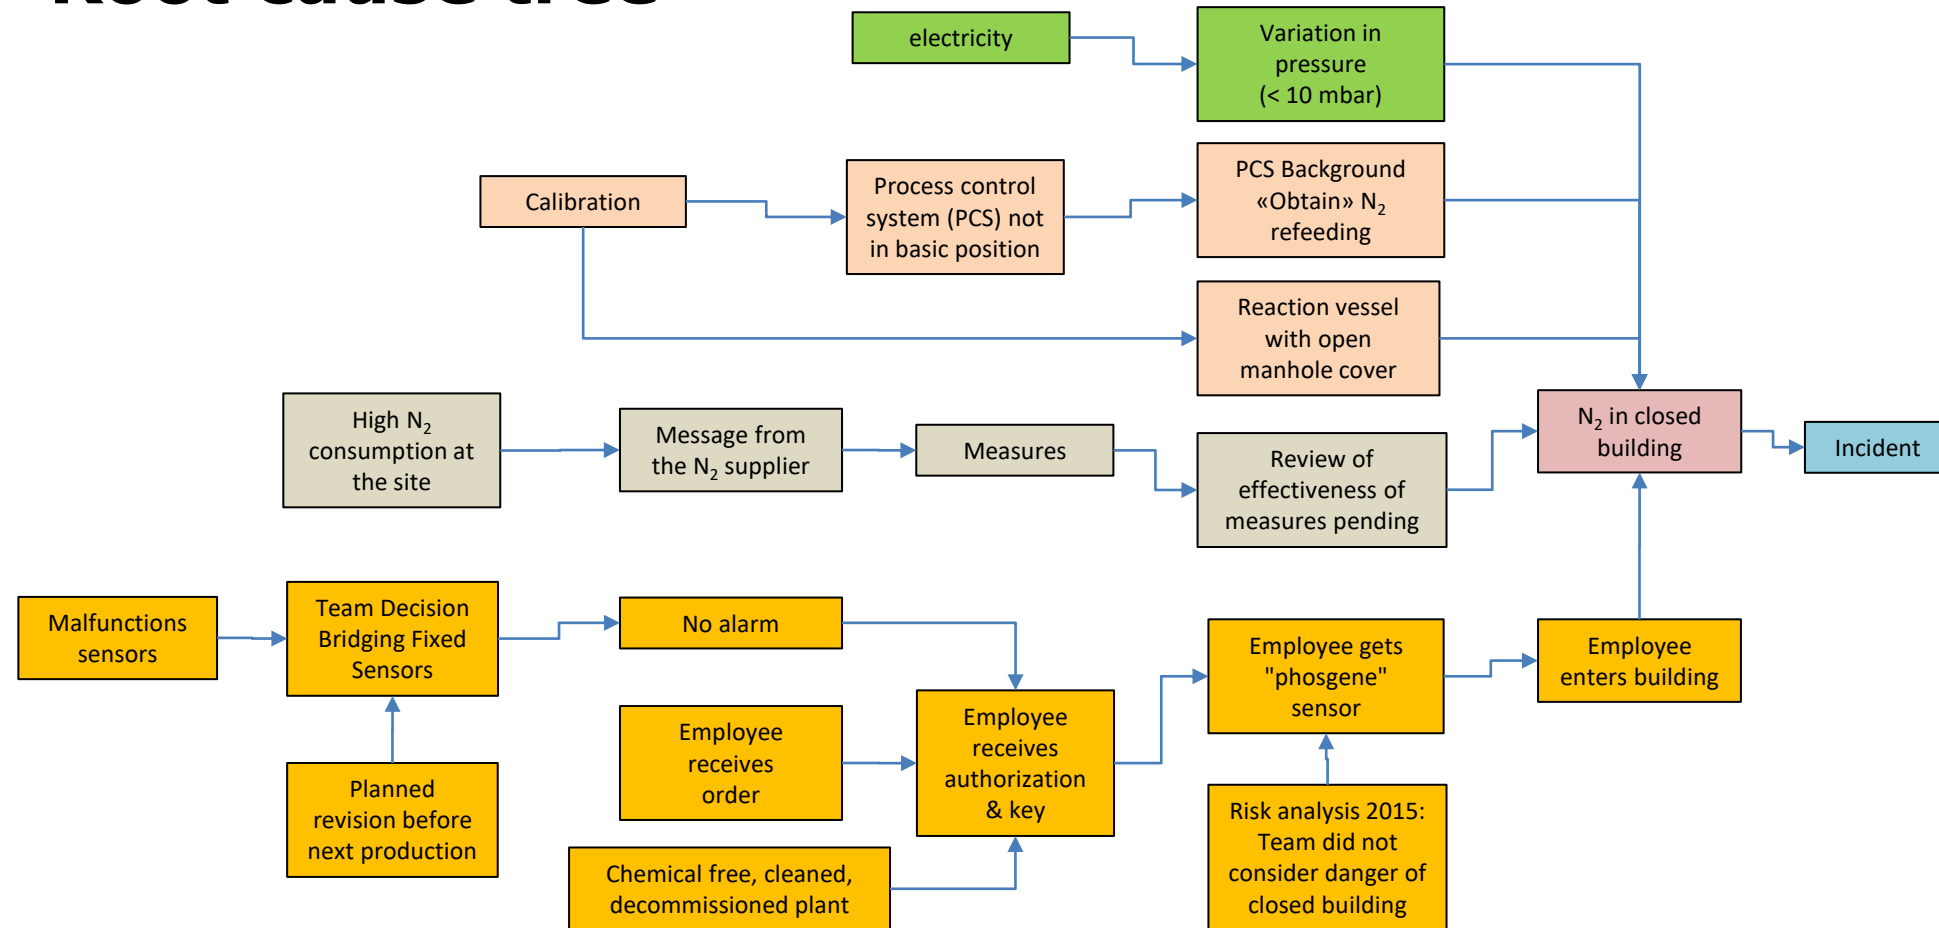 Root cause tree
electricity
Variation in
pressure
(< 10 mbar)
Calibration
Process control
system (PCS) not
in basic position
PCS Background
«Obtain» N₂
refeeding
Reaction vessel
with open
manhole cover
High N₂
consumption at
the site
Message from
the N₂ supplier
Measures
Review of
effectiveness of
measures pending
N₂ in closed
building
Incident
Malfunctions
sensors
Team Decision
Bridging Fixed
Sensors
No alarm
Planned
revision before
next production
Employee
receives
order
Chemical free, cleaned,
decommissioned plant
Employee
receives
authorization
& key
Employee gets
"phosgene"
sensor
Risk analysis 2015:
Team did not
consider danger of
closed building
Employee
enters building